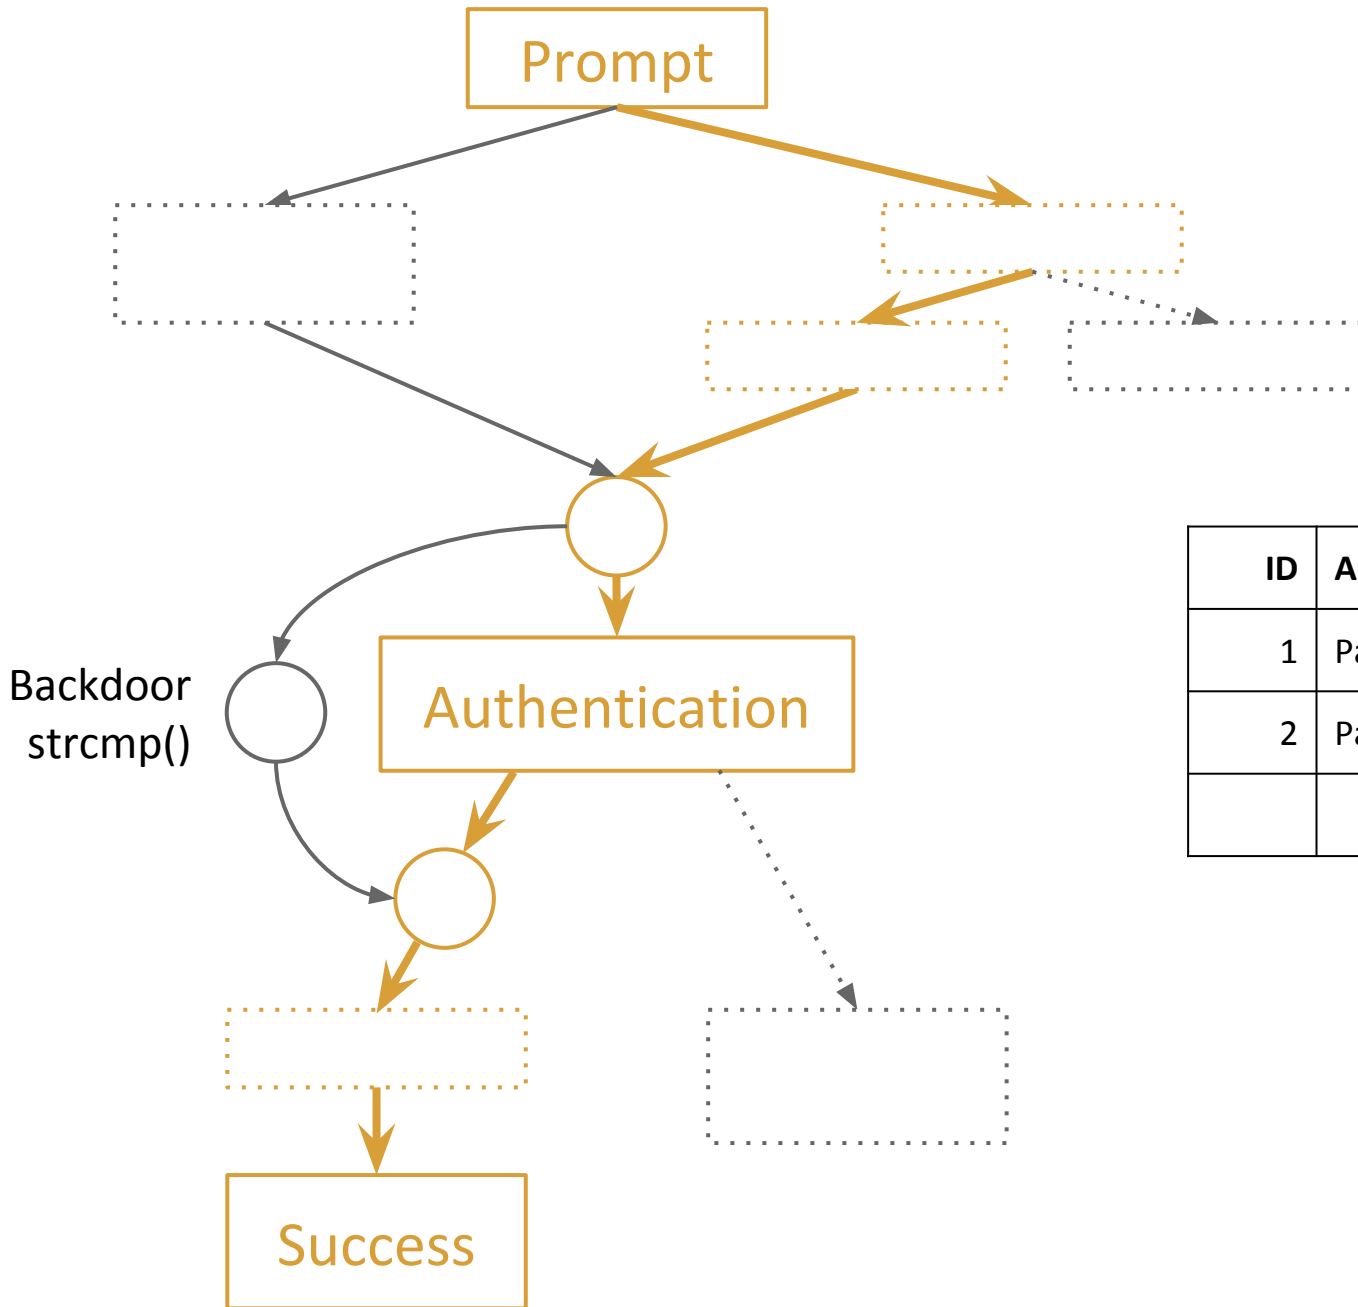 Prompt
ID
1
Backdoor
strcmp()
Authentication
2
Success